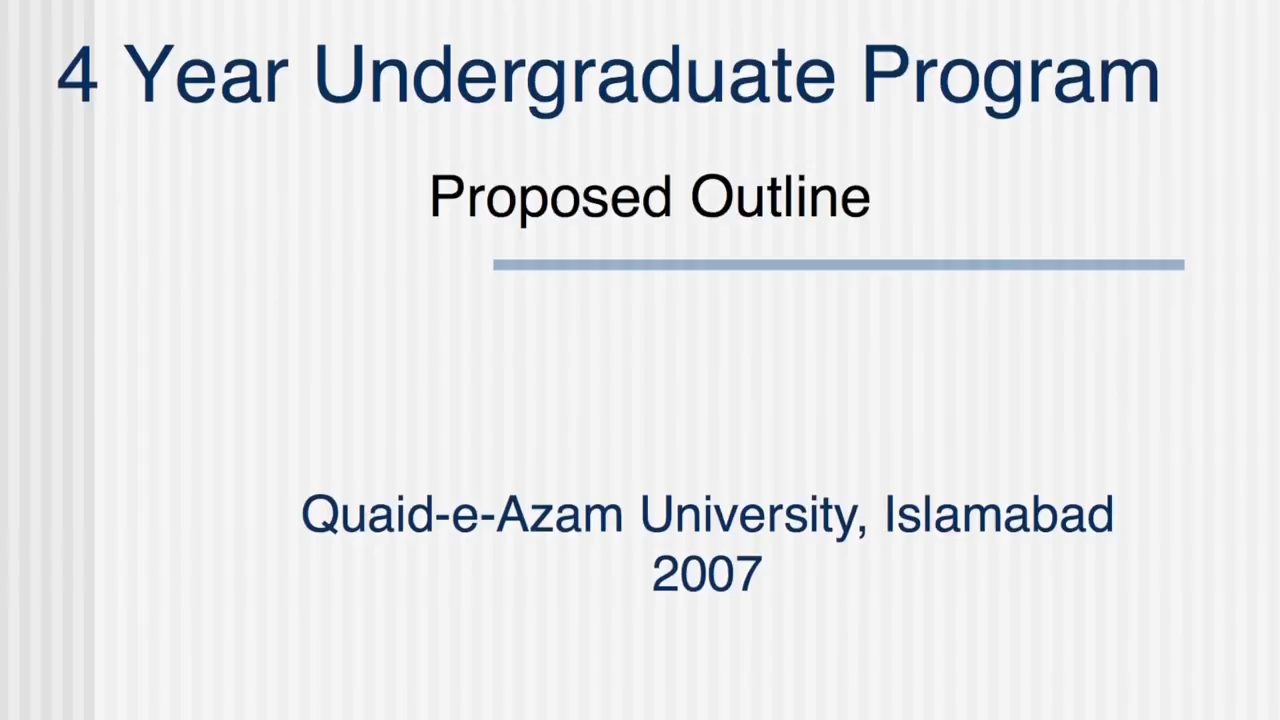 4 Year Undergraduate Program
Proposed Outline
Quaid-e-Azam University, Islamabad
2007